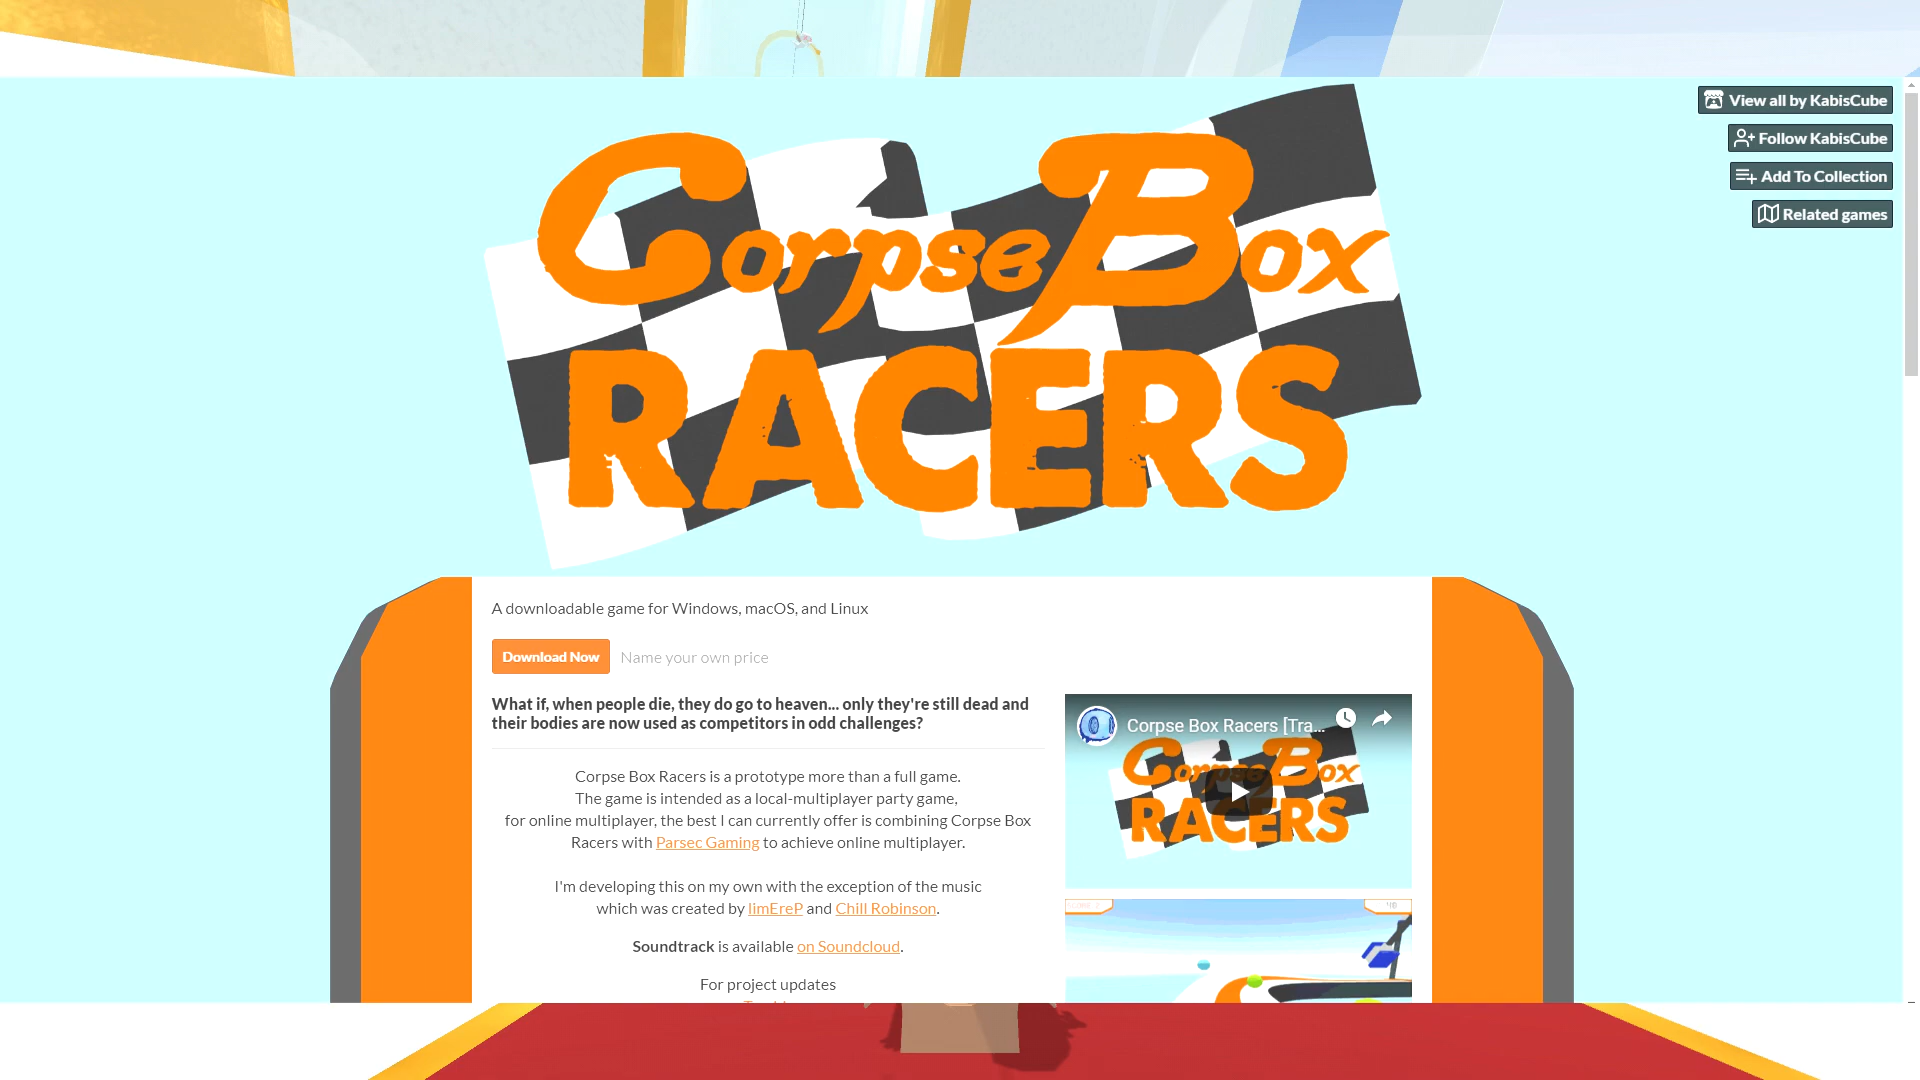 View all by KabisCube
Follow KabisCube
Add To Collection
Related games
Corpse Box
RACERS
A downloadable game for Windows, macOS, and Linux
Download Now Name your own price
What if, when people die, they do go to heaven... only they're still dead and
their bodies are now used as competitors in odd challenges?
Corpse Box Racers is a prototype more than a full game.
The game is intended as a local-multiplayer party game,
for online multiplayer, the best I can currently offer is combining Corpse Box
Racers with Parsec Gaming to achieve online multiplayer.
I'm developing this on my own with the exception of the music
which was created by limEreP and Chill Robinson.
Soundtrack is available on Soundcloud.
For project updates
Corpse Box Racers [Tra...
Corpse Box
RACERS